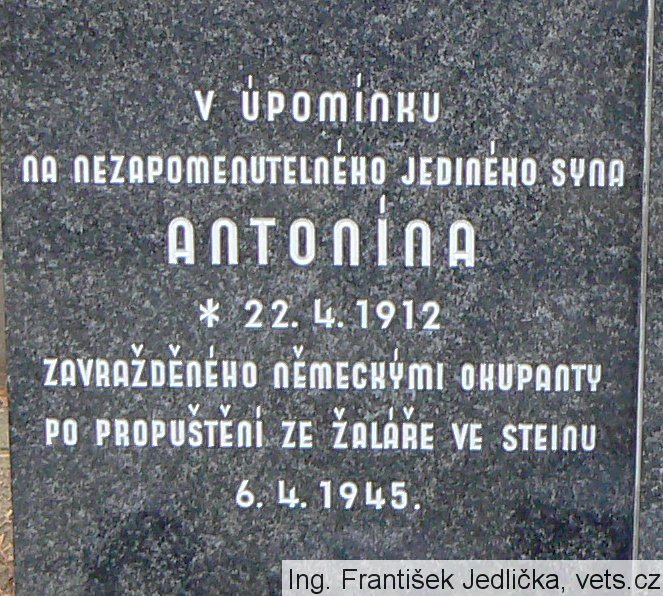 V ÚPOMÍNKU
NA NEZAPOMENUTELNÉHO JEDINÉHO SYNA
ANTONÍNA
* 22. 4. 1912
ZAVRAŽDĚNÉHO NĚMECKÝMI OKUPANTY
PO PROPUŠTĚNÍ ZE ŽALÁŘE VE STEINU
6. 4. 1945.
Ing. František Jedlička, vets.cz